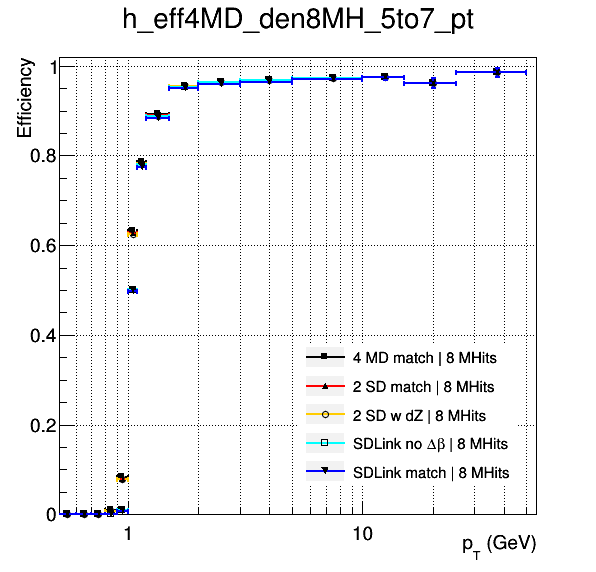 h_eff4MD_den8MH_5to7_pt
Efficiency
1
0.8
0.6
0.4
0.2
0
4 MD match | 8 MHits
2 SD match | 8 MHits
2 SD w dZ | 8 MHits
SDLink no Δβ | 8 MHits
SDLink match | 8 MHits
1 10
p_T (GeV)